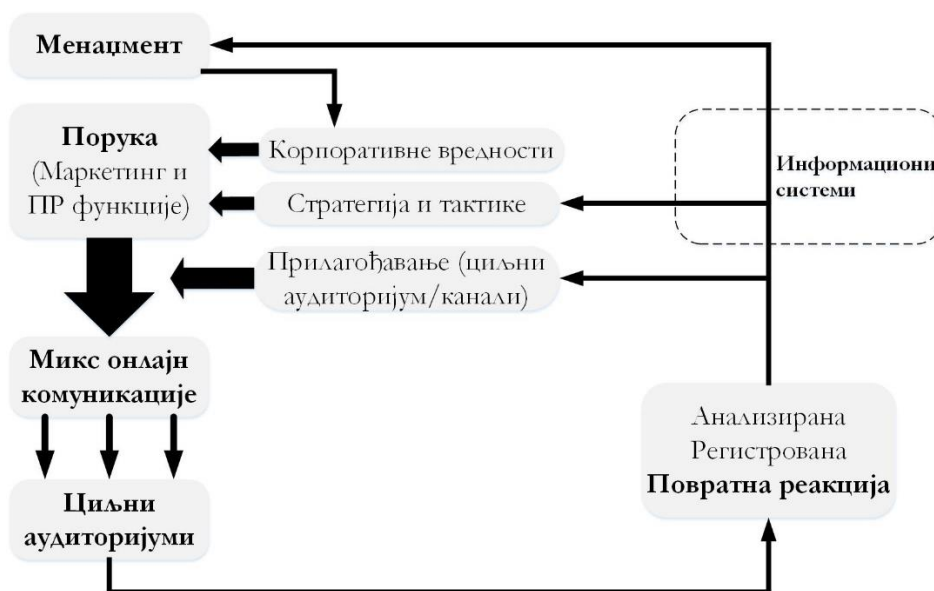 Менаџмент
Порука
(Маркетинг и
ПР функције)
Корпоративне вредности
Стратегија и тактике
Прилагођавање (циљни
аудиторијум/канали)
Информациони
системи
Микс онлајн
комуникације
Циљни
аудиторијуми
Анализирана
Регистрована
Повратна реакција